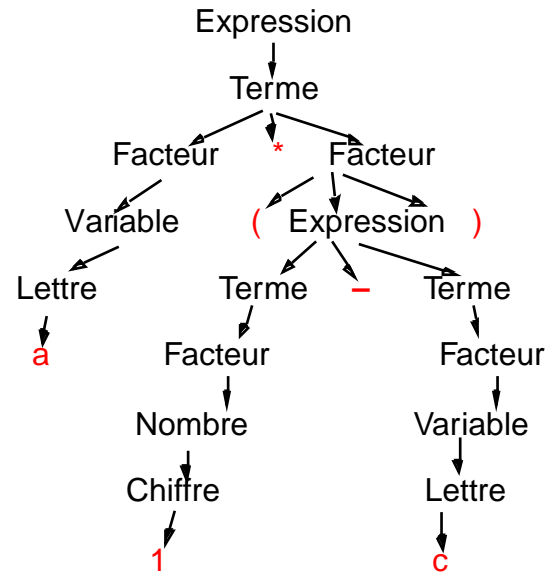 Expression
Terme
Facteur * Facteur
Variable ( Expression )
Lettre Terme – Terme
a Facteur Facteur
Nombre Variable
Chiffre Lettre
1 c